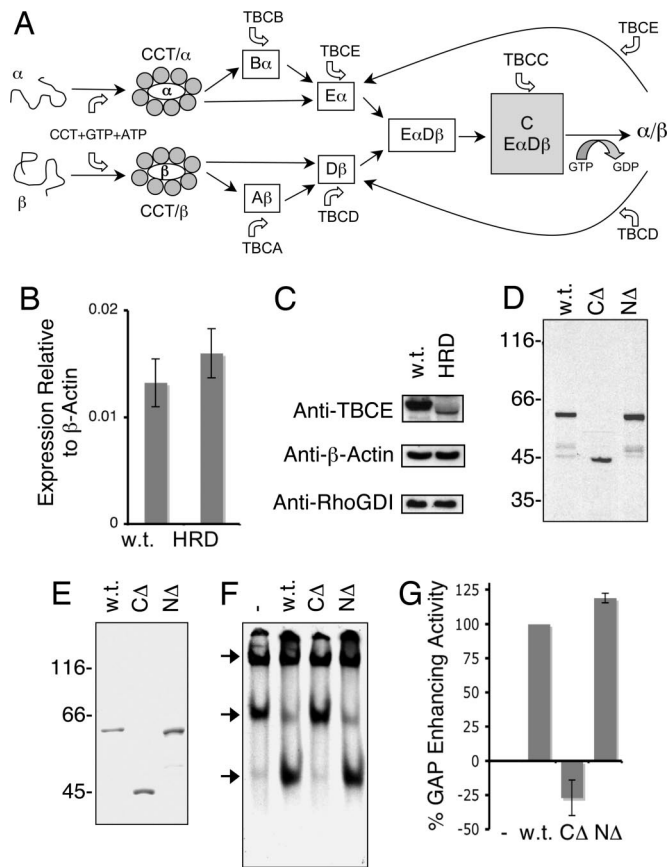 A
TBCB
TBCE
TBCE
CCT/α
Bα
TBCC
α
α
Eα
CCT+GTP+ATP
EαDβ
C
EαDβ
α/β
GTP
GDP
β
β
Dβ
CCT/β
Aβ
TBCD
TBCA
TBCD
B
0.02
0.01
0
Expression Relative
to β-Actin
w.t. HRD
C
w.t. HRD
Anti-TBCE
Anti-β-Actin
Anti-RhoGDI
D
w.t. CΔ NΔ
116-
66-
45-
35-
E
w.t. CΔ NΔ
116-
66-
45-
F
- w.t. CΔ NΔ
G
% GAP Enhancing Activity
125
100
75
50
25
0
-25
-50
- w.t. CΔ NΔ